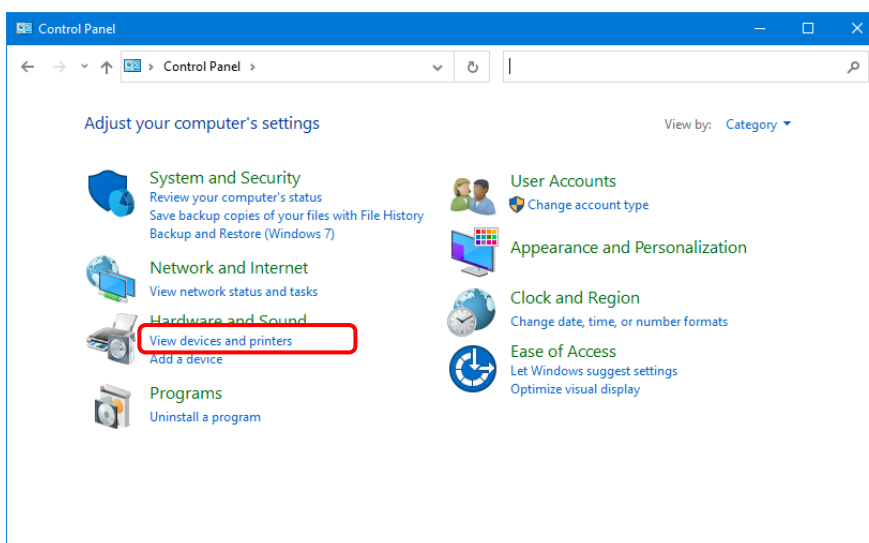 Control Panel
Control Panel
Adjust your computer's settings
View by: Category
System and Security
Review your computer's status
Save backup copies of your files with File History
Backup and Restore (Windows 7)
Network and Internet
View network status and tasks
Hardware and Sound
View devices and printers
Add a device
Programs
Uninstall a program
User Accounts
Change account type
Appearance and Personalization
Clock and Region
Change date, time, or number formats
Ease of Access
Let Windows suggest settings
Optimize visual display